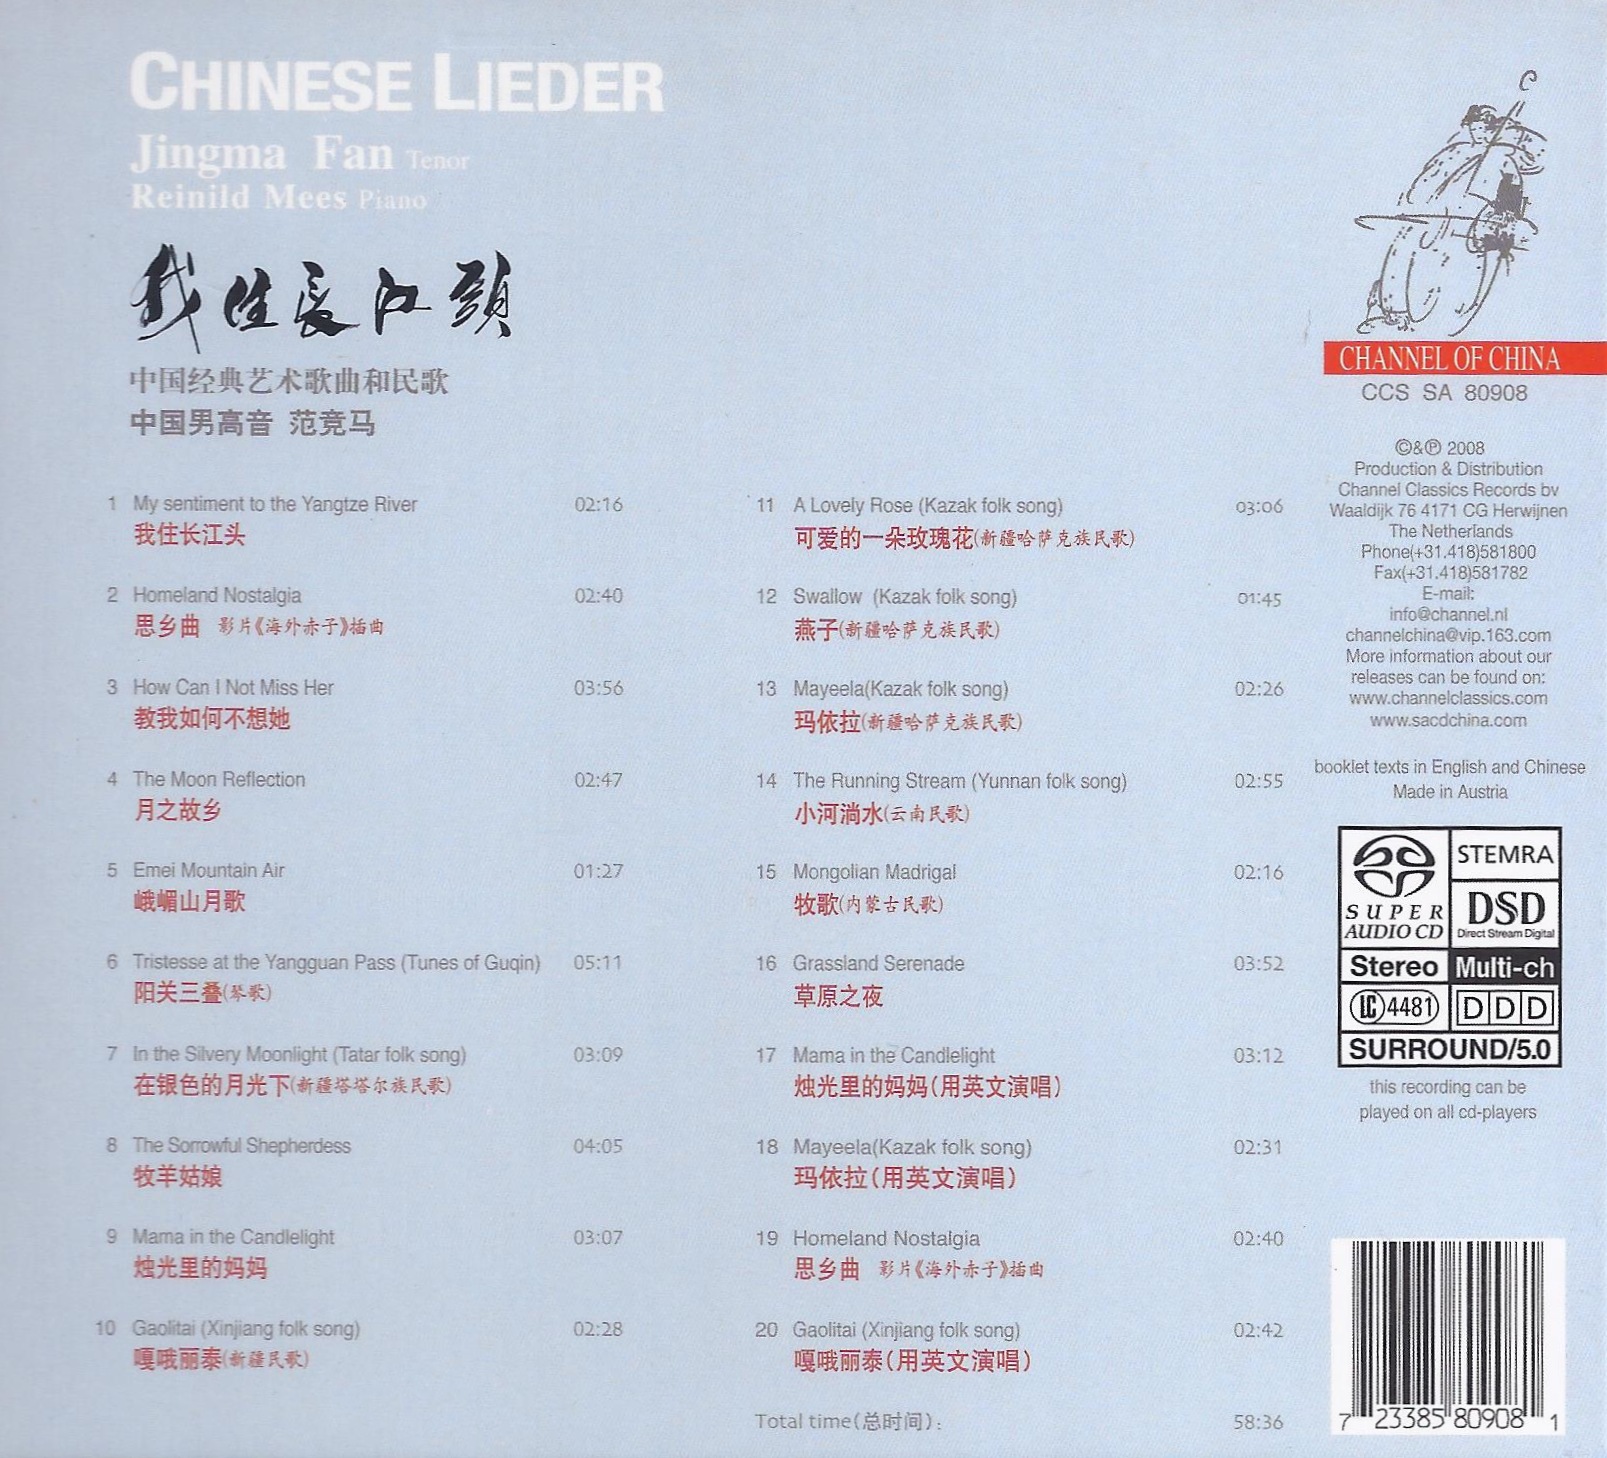 CHINESE LIEDER
Jingma Fan Tenor
Reinild Mees Piano
我住長江頭
中国经典艺术歌曲和民歌
中国男高音 范竞马
1 My sentiment to the Yangtze River 02:16
我住长江头
2 Homeland Nostalgia 02:40
思乡曲 影片《海外赤子》插曲
3 How Can I Not Miss Her 03:56
教我如何不想她
4 The Moon Reflection 02:47
月之故乡
5 Emei Mountain Air 01:27
峨嵋山月歌
6 Tristesse at the Yangguan Pass (Tunes of Guqin) 05:11
阳关三叠(琴歌)
7 In the Silvery Moonlight (Tatar folk song) 03:09
在银色的月光下(新疆塔塔尔族民歌)
8 The Sorrowful Shepherdess 04:05
牧羊姑娘
9 Mama in the Candlelight 03:07
烛光里的妈妈
10 Gaolitai (Xinjiang folk song) 02:28
嘎哦丽泰(新疆民歌)
11 A Lovely Rose (Kazak folk song) 03:06
可爱的一朵玫瑰花(新疆哈萨克族民歌)
12 Swallow (Kazak folk song) 01:45
燕子(新疆哈萨克族民歌)
13 Mayeela(Kazak folk song) 02:26
玛依拉(新疆哈萨克族民歌)
14 The Running Stream (Yunnan folk song) 02:55
小河淌水(云南民歌)
15 Mongolian Madrigal 02:16
牧歌(内蒙古民歌)
16 Grassland Serenade 03:52
草原之夜
17 Mama in the Candlelight 03:12
烛光里的妈妈(用英文演唱)
18 Mayeela(Kazak folk song) 02:31
玛依拉(用英文演唱)
19 Homeland Nostalgia 02:40
思乡曲 影片《海外赤子》插曲
20 Gaolitai (Xinjiang folk song) 02:42
嘎哦丽泰(用英文演唱)
Total time(总时间): 58:36
CHANNEL OF CHINA
CCS SA 80908
©&℗ 2008
Production & Distribution
Channel Classics Records bv
Waaldijk 76 4171 CG Herwijnen
The Netherlands
Phone(+31.418)581800
Fax(+31.418)581782
E-mail:
info@channel.nl
channelchina@vip.163.com
More information about our
releases can be found on:
www.channelclassics.com
www.sacdchina.com
booklet texts in English and Chinese
Made in Austria
SUPER AUDIO CD
STEMRA
DSD
Direct Stream Digital
Stereo Multi-ch
LC 4481 DDD
SURROUND/5.0
this recording can be
played on all cd-players
7 23385 80908 1